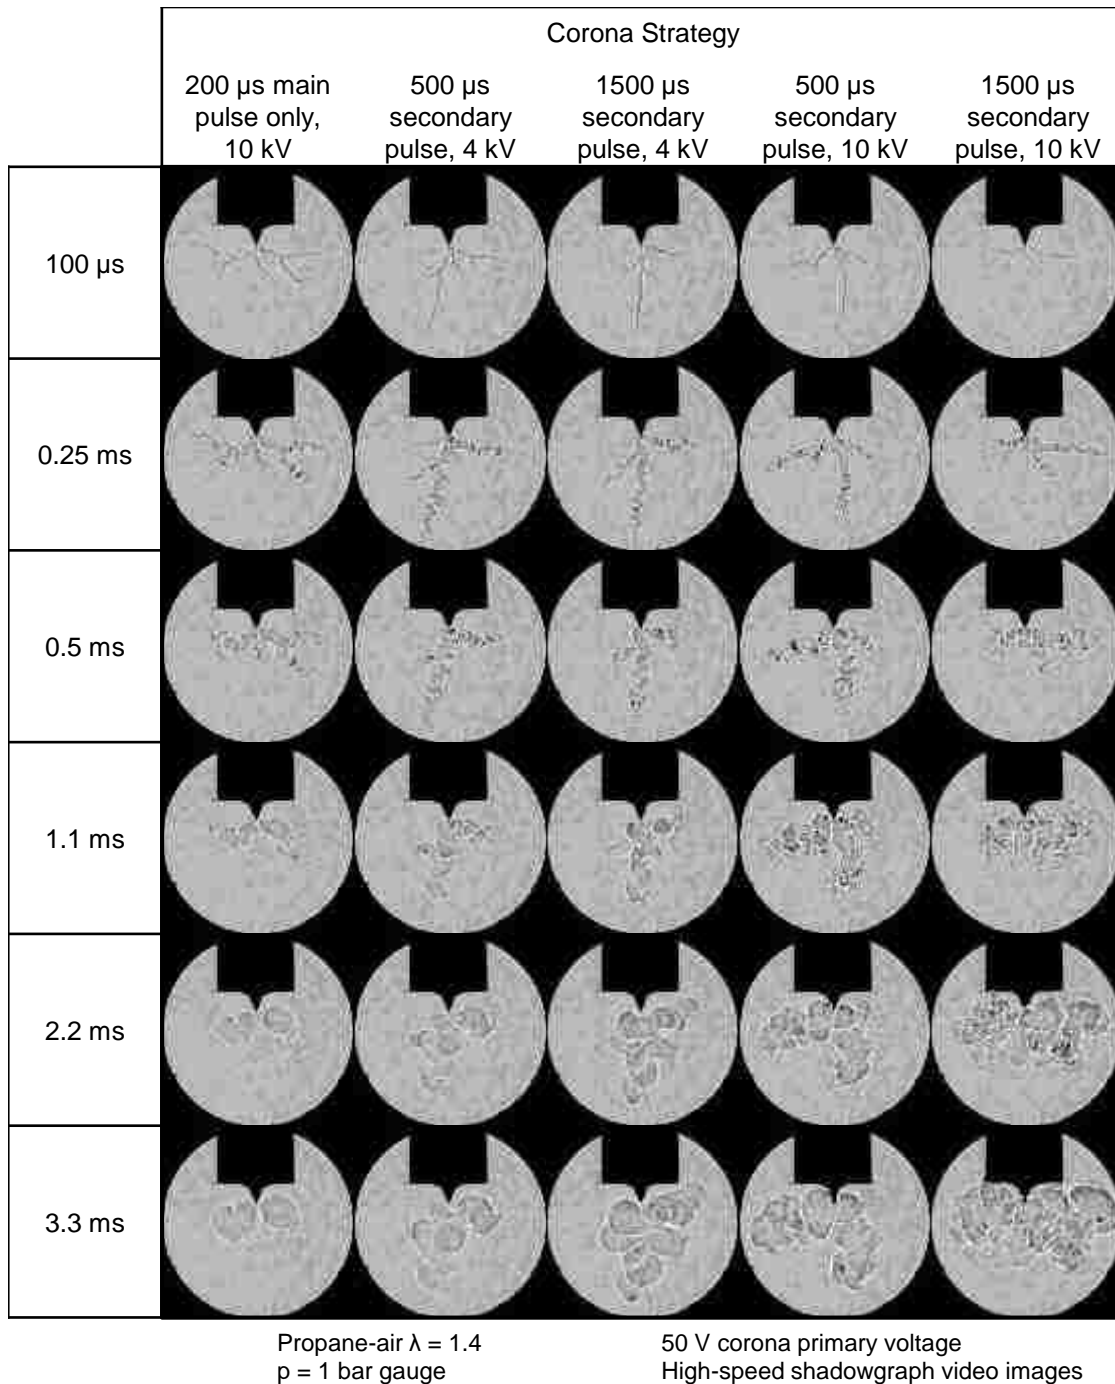 Corona Strategy
200 µs main
pulse only,
10 kV
500 µs
secondary
pulse, 4 kV
1500 µs
secondary
pulse, 4 kV
500 µs
secondary
pulse, 10 kV
1500 µs
secondary
pulse, 10 kV
100 µs
0.25 ms
0.5 ms
1.1 ms
2.2 ms
3.3 ms
Propane-air λ = 1.4
p = 1 bar gauge
50 V corona primary voltage
High-speed shadowgraph video images